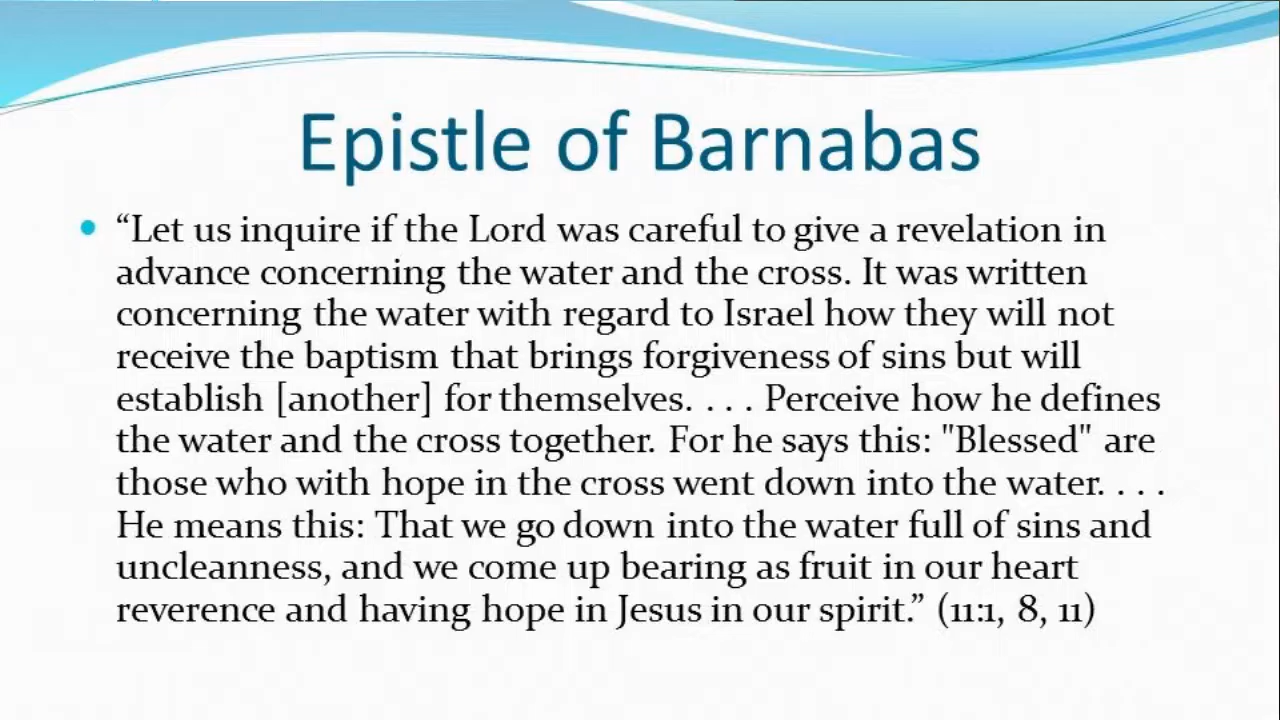 Epistle of Barnabas
• “Let us inquire if the Lord was careful to give a revelation in
advance concerning the water and the cross. It was written
concerning the water with regard to Israel how they will not
receive the baptism that brings forgiveness of sins but will
establish [another] for themselves. . . . Perceive how he defines
the water and the cross together. For he says this: "Blessed" are
those who with hope in the cross went down into the water. . . .
He means this: That we go down into the water full of sins and
uncleanness, and we come up bearing as fruit in our heart
reverence and having hope in Jesus in our spirit.” (11:1, 8, 11)